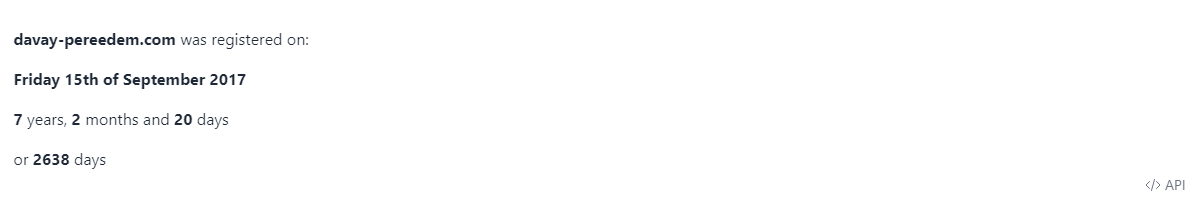 davay-pereedem.com was registered on:
Friday 15th of September 2017
7 years, 2 months and 20 days
or 2638 days
</> API